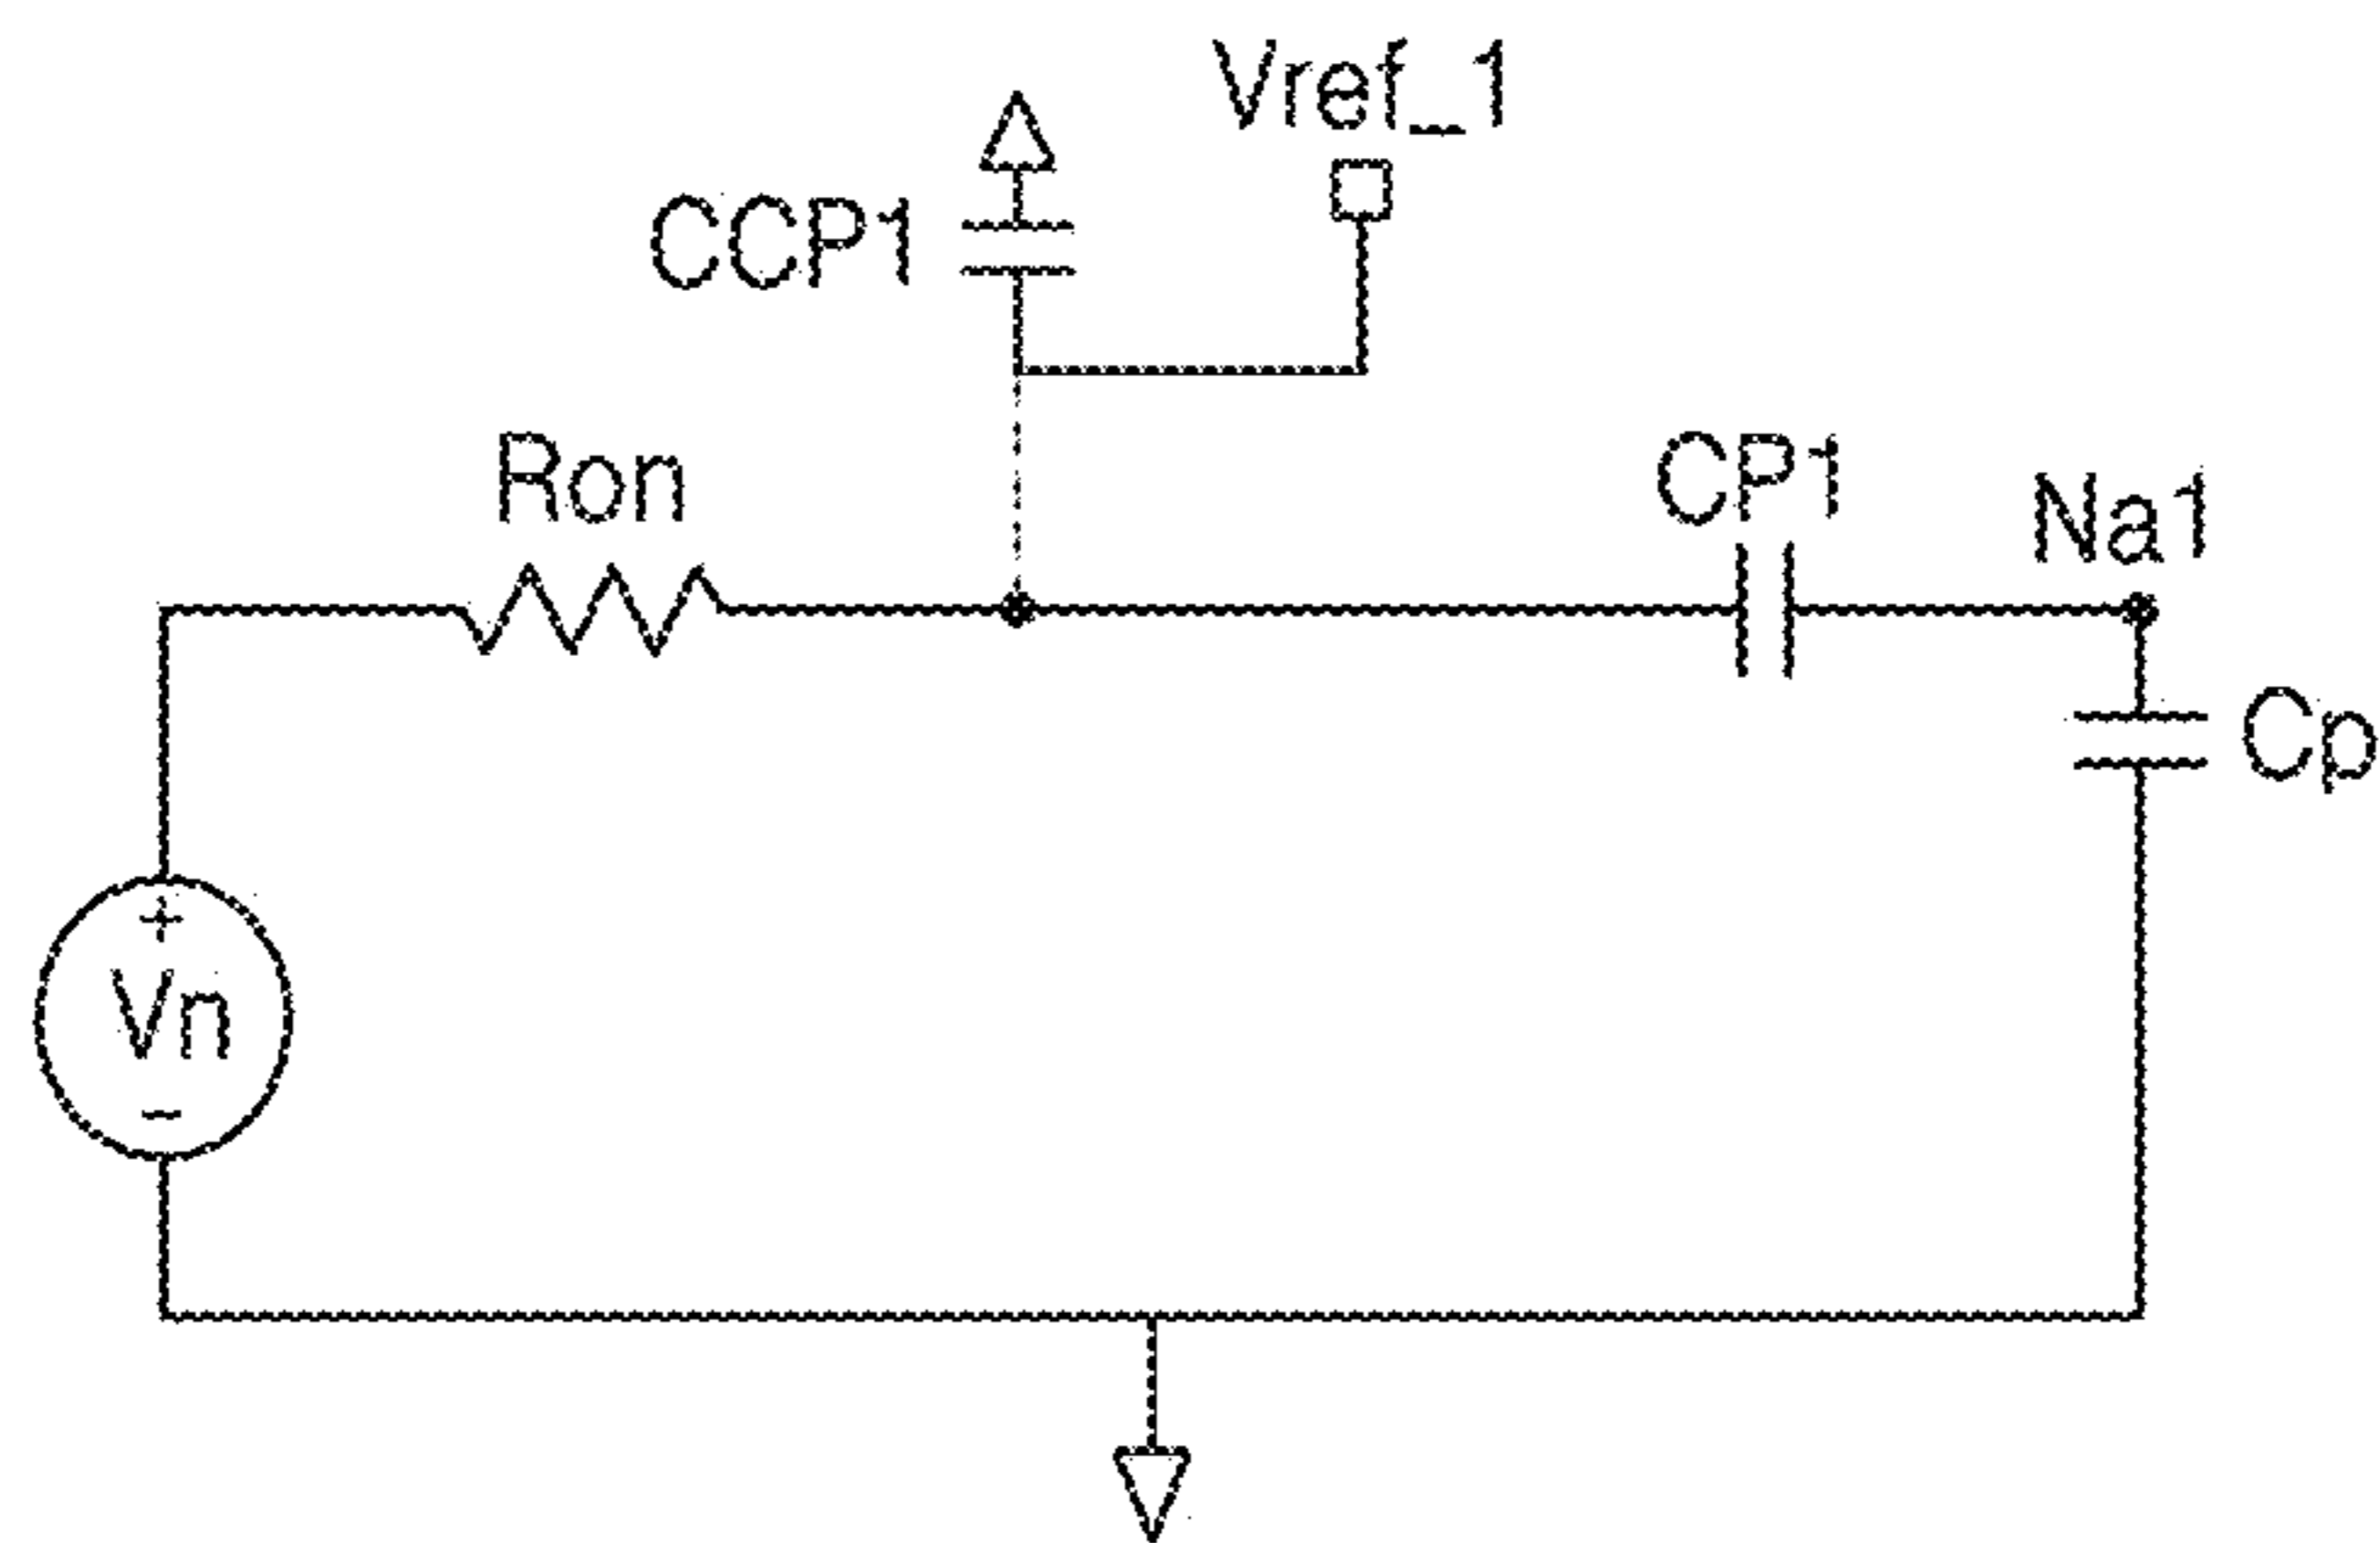 Vref_1
CCP1
Ron
CP1
Na1
Cp
+
Vn
-